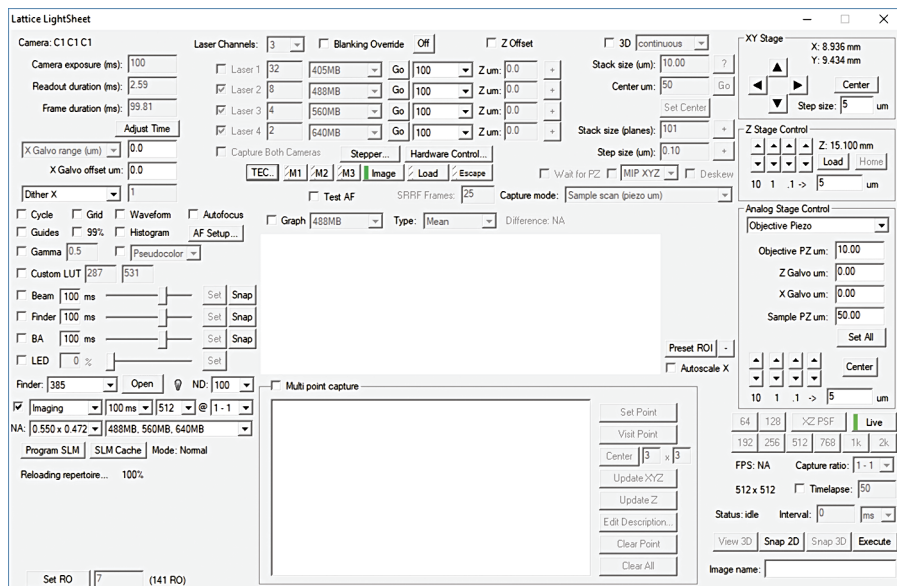 Lattice LightSheet
Camera: C1 C1 C1
Camera exposure (ms): 100
Readout duration (ms): 2.59
Frame duration (ms): 99.81
Adjust Time
X Galvo range (um) 0.0
X Galvo offset um: 0.0
Dither X 1
Cycle Grid Waveform Autofocus
Guides 99% Histogram AF Setup...
Gamma 0.5 Pseudocolor
Custom LUT 287 531
Beam 100 ms Set Snap
Finder 100 ms Set Snap
BA 100 ms Set Snap
LED 0 % Set
Finder: 385 Open ND: 100
Imaging 100 ms 512 @ 1 - 1
NA: 0.550 x 0.472 488MB, 560MB, 640MB
Program SLM SLM Cache Mode: Normal
Reloading repertoire... 100%
Set RO 7 (141 RO)
Laser Channels: 3 Blanking Override Off Z Offset
Laser 1 32 405MB Go 100 Z um: 0.0 +
Laser 2 8 488MB Go 100 Z um: 0.0 +
Laser 3 4 560MB Go 100 Z um: 0.0 +
Laser 4 2 640MB Go 100 Z um: 0.0 +
Capture Both Cameras Stepper... Hardware Control...
TEC.. M1 M2 M3 Image Load Escape
Test AF SRRF Frames: 25 Capture mode: Sample scan (piezo um)
Graph 488MB Type: Mean Difference: NA
3D continuous
Stack size (um): 10.00 ?
Center um: 50 Go
Set Center
Stack size (planes): 101 +
Step size (um): 0.10 +
Wait for PZ MIP XYZ Deskew
Preset ROI -
Autoscale X
Multi point capture
Set Point
Visit Point
Center 3 x 3
Update XYZ
Update Z
Edit Description...
Clear Point
Clear All
XY Stage
X: 8.936 mm
Y: 9.434 mm
Center
Step size: 5 um
Z Stage Control
Z: 15.100 mm
Load Home
10 1 .1 -> 5 um
Analog Stage Control
Objective Piezo
Objective PZ um: 10.00
Z Galvo um: 0.00
X Galvo um: 0.00
Sample PZ um: 50.00
Set All
Center
10 1 .1 -> 5 um
64 128 XZ PSF Live
192 256 512 768 1k 2k
FPS: NA Capture ratio: 1 - 1
512 x 512 Timelapse: 50
Status: idle Interval: 0 ms
View 3D Snap 2D Snap 3D Execute
Image name: